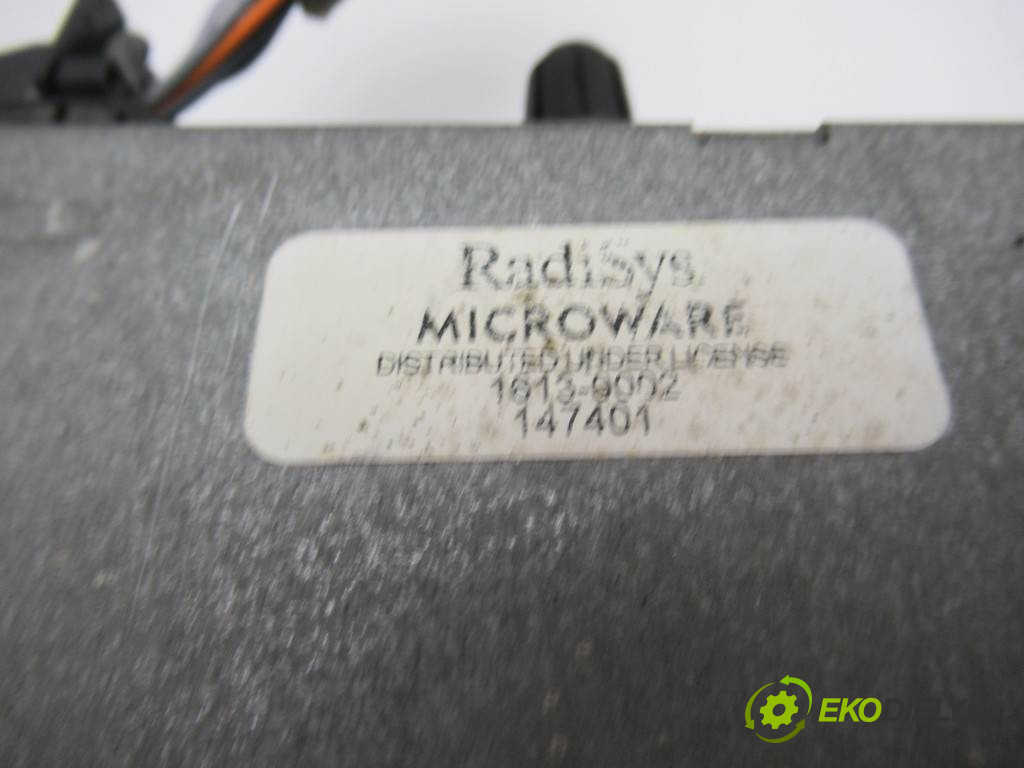 RadiSys.
MICROWARE
DISTRIBUTED UNDER LICENSE
1613-9002
147401
EKODIELY